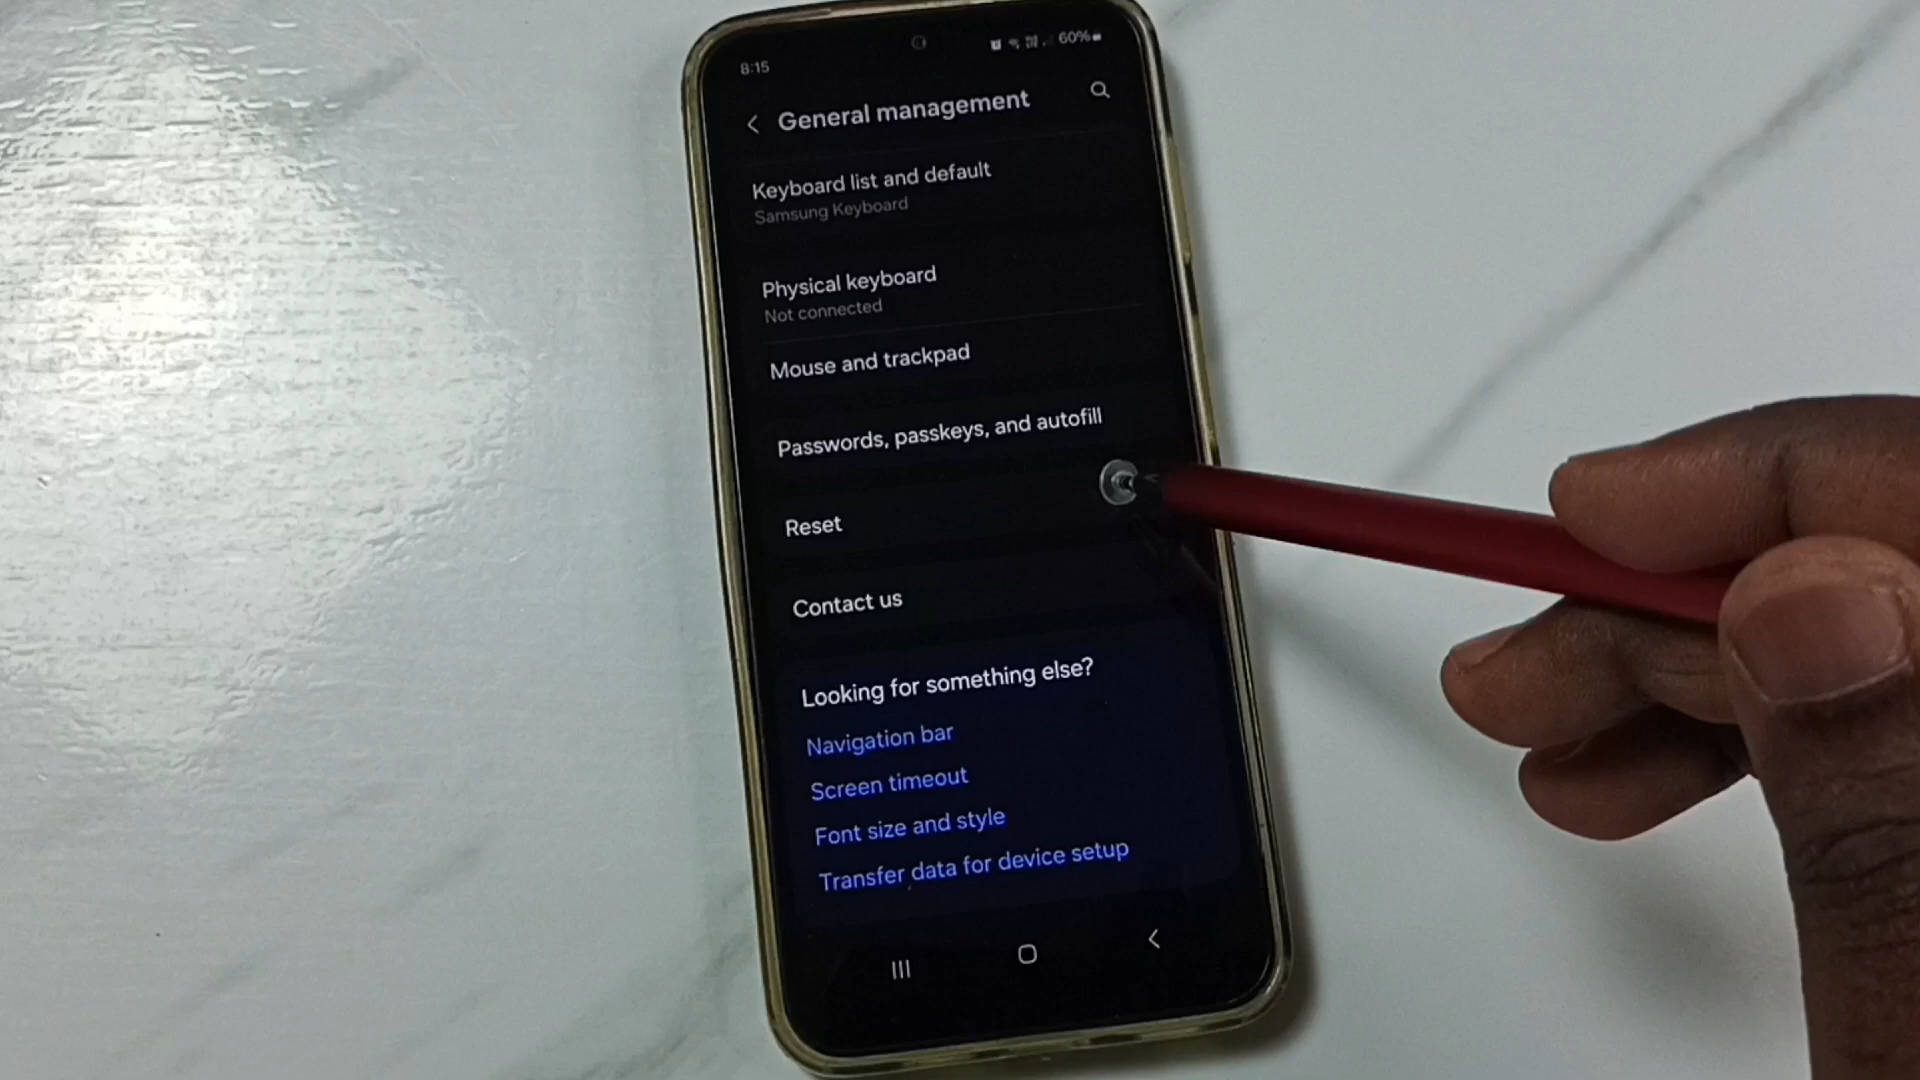 8:15
60%
General management
Keyboard list and default
Samsung Keyboard
Physical keyboard
Not connected
Mouse and trackpad
Passwords, passkeys, and autofill
Reset
Contact us
Looking for something else?
Navigation bar
Screen timeout
Font size and style
Transfer data for device setup